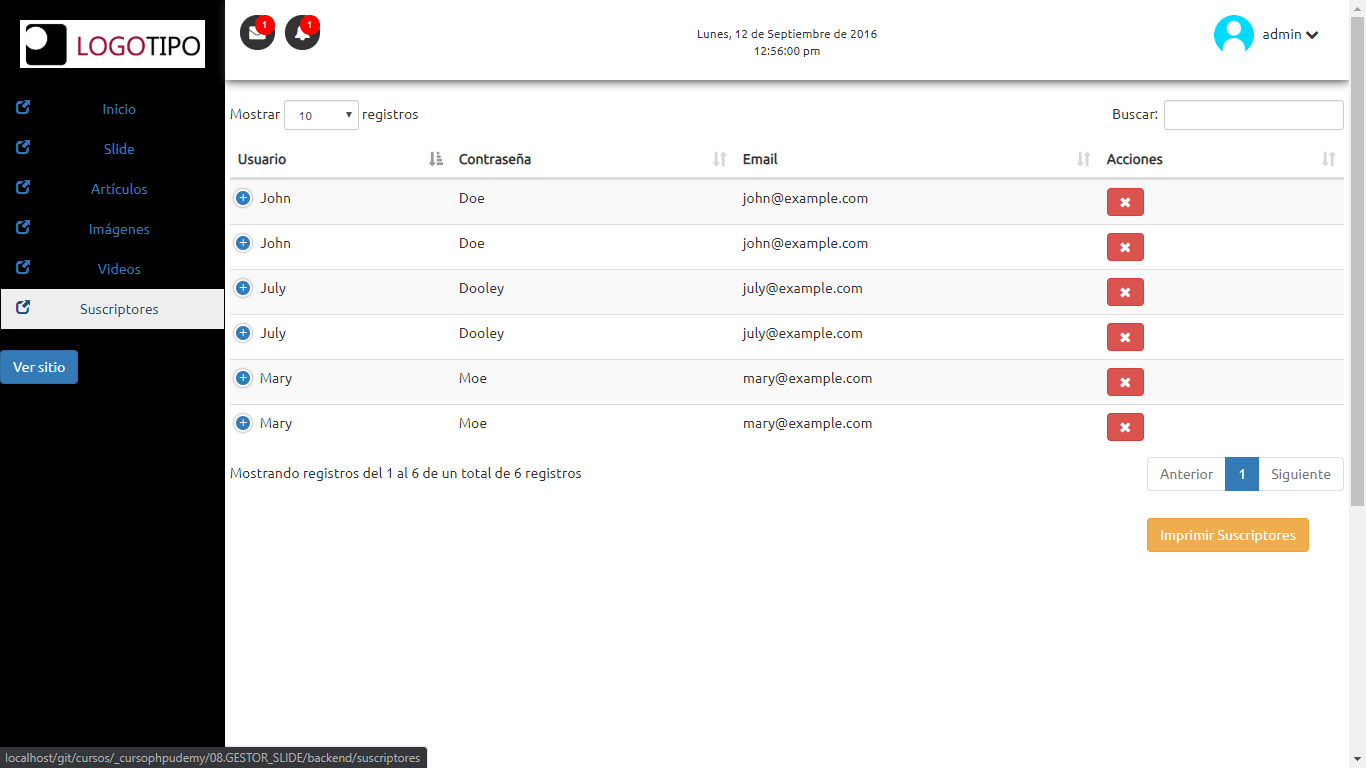 LOGOTIPO
1
1
Lunes, 12 de Septiembre de 2016
12:56:00 pm
admin
Inicio
Slide
Artículos
Imágenes
Videos
Suscriptores
Ver sitio
Mostrar 10 registros
Buscar:
Usuario Contraseña Email Acciones
John Doe john@example.com
John Doe john@example.com
July Dooley july@example.com
July Dooley july@example.com
Mary Moe mary@example.com
Mary Moe mary@example.com
Mostrando registros del 1 al 6 de un total de 6 registros
Anterior 1 Siguiente
Imprimir Suscriptores
localhost/git/cursos/_cursophpudemy/08.GESTOR_SLIDE/backend/suscriptores